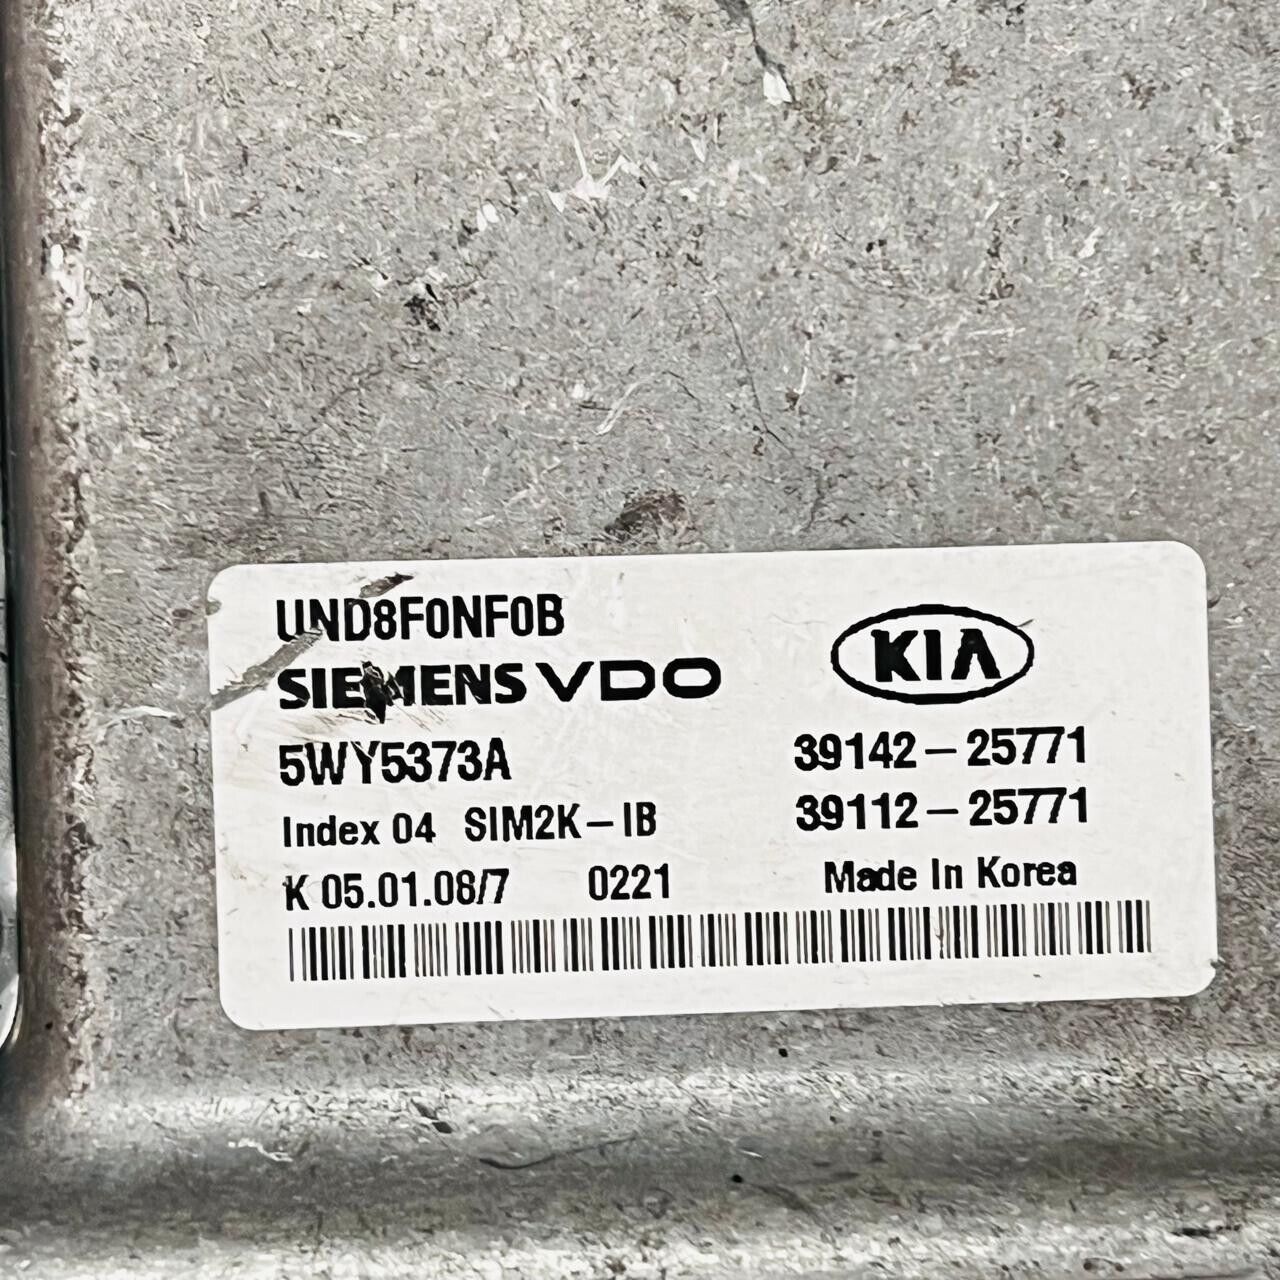 UND8F0NF0B
SIEMENS VDO
KIA
5WY5373A
39142-25771
Index 04 SIM2K-IB
39112-25771
K 05.01.08/7 0221
Made In Korea